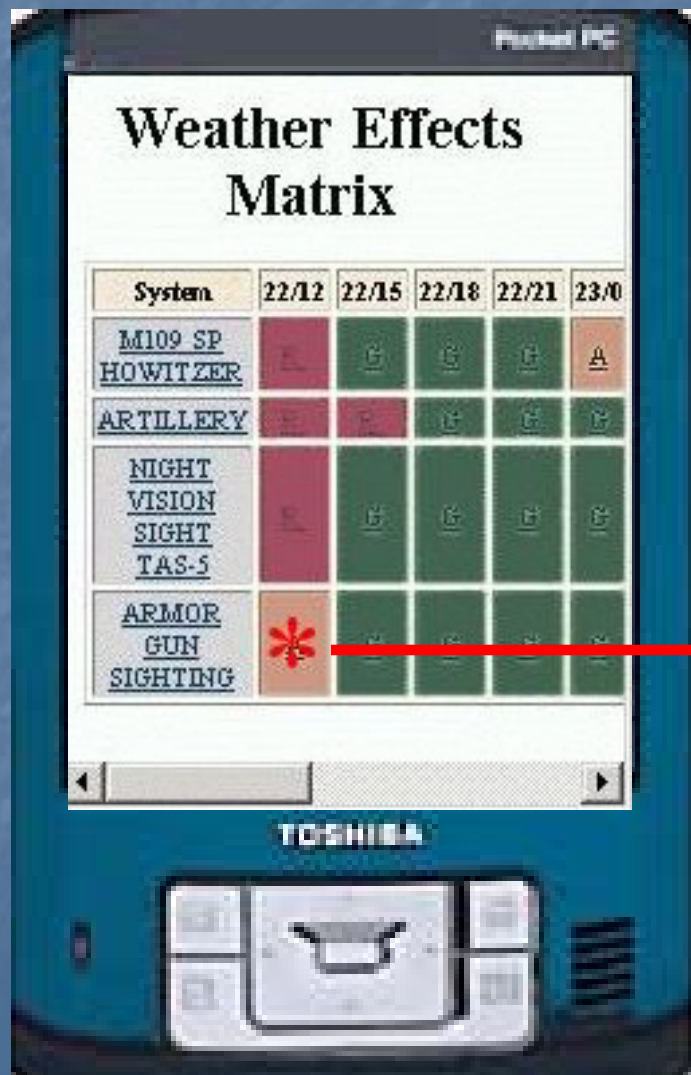 Pocket PC
Weather Effects
Matrix
System 22/12 22/15 22/18 22/21 23/0
M109 SP
HOWITZER R G G G A
ARTILLERY R R G G G
NIGHT
VISION
SIGHT
TAS-5 R G G G G
ARMOR
GUN
SIGHTING A G G G G
TOSHIBA